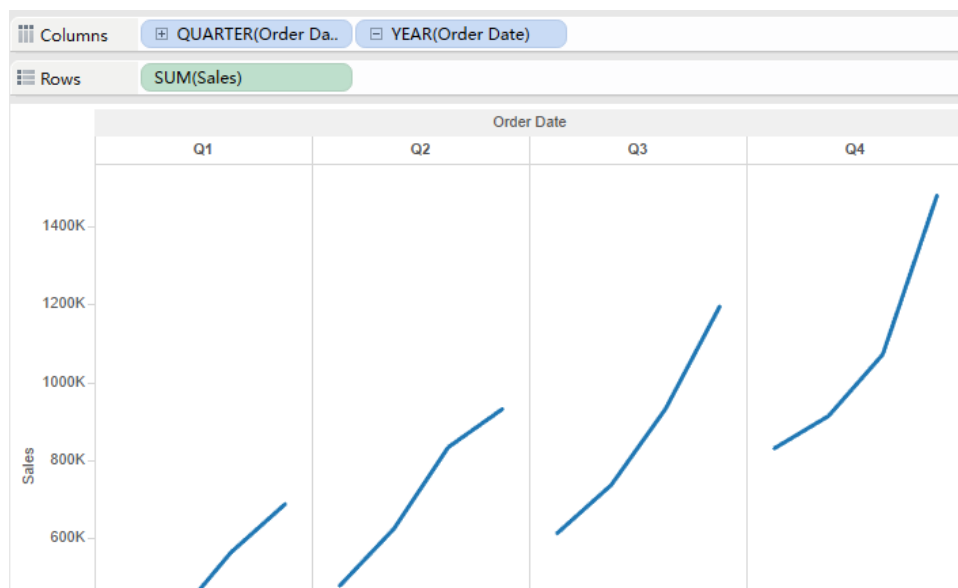 Columns QUARTER(Order Da.. YEAR(Order Date)
Rows SUM(Sales)
Order Date
Q1 Q2 Q3 Q4
1400K
1200K
1000K
800K
600K
Sales